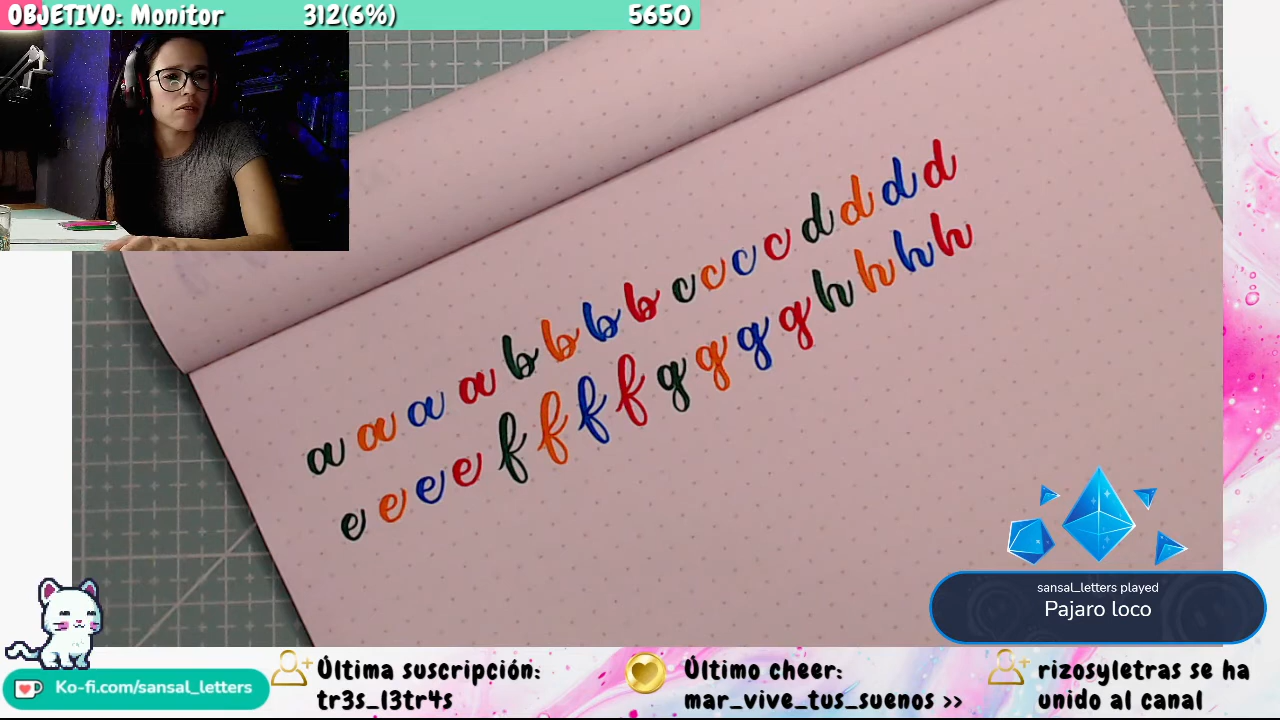 OBJETIVO: Monitor 312(6%) 5650
a a a a b b b b c c c c d d d d
e e e e f f f f g g g g h h h h
sansal_letters played
Pajaro loco
Ko-fi.com/sansal_letters
Última suscripción:
tr3s_l3tr4s
Último cheer:
mar_vive_tus_suenos >>
rizosyletras se ha
unido al canal